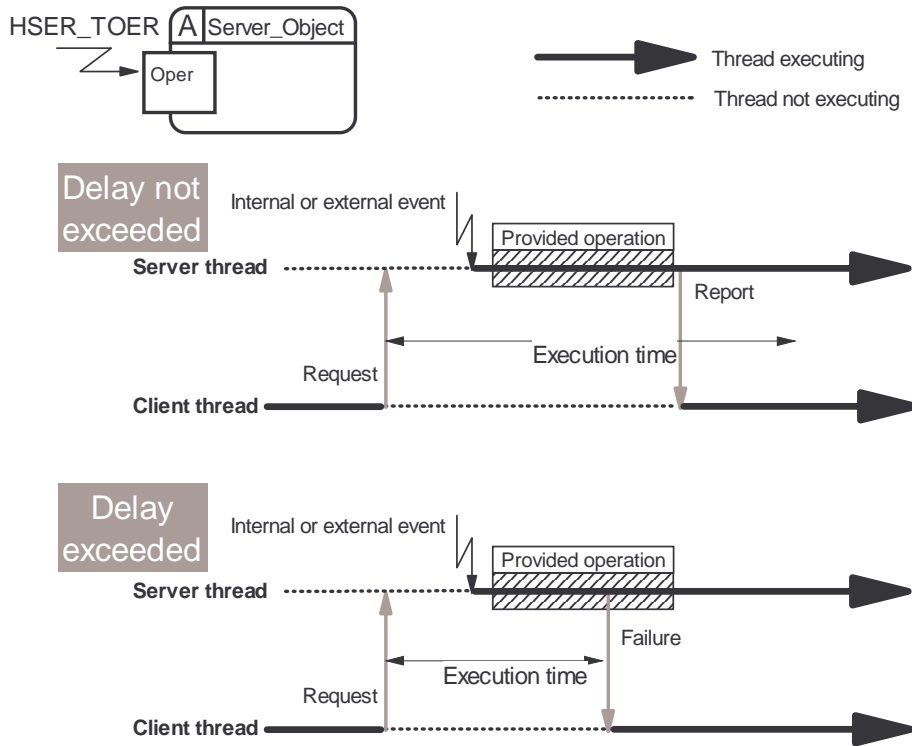 HSER_TOER
A Server_Object
Oper
Thread executing
Thread not executing
Delay not
exceeded
Internal or external event
Provided operation
Server thread
Report
Execution time
Request
Client thread
Delay
exceeded
Internal or external event
Provided operation
Server thread
Failure
Execution time
Request
Client thread